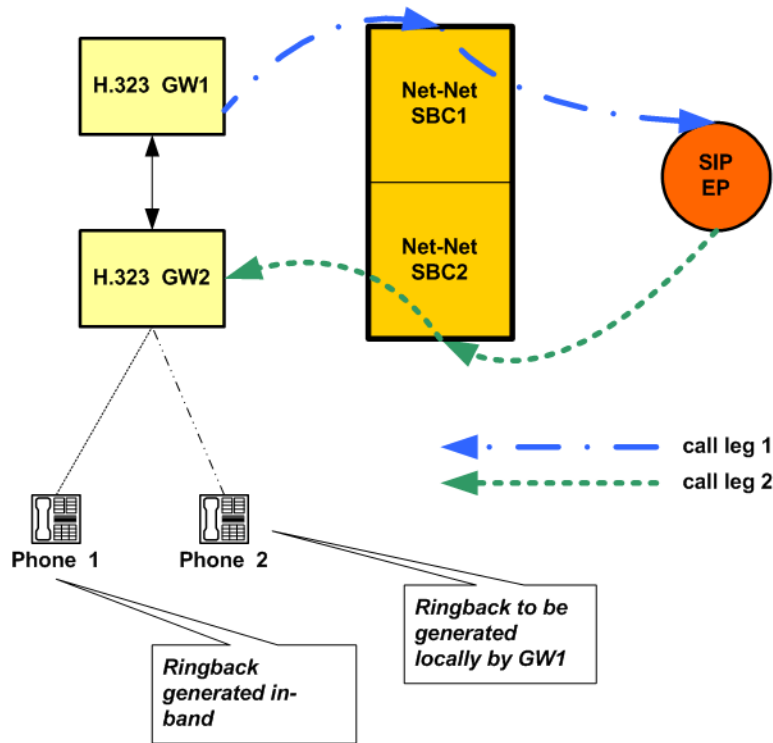 H.323 GW1
Net-Net
SBC1
SIP
EP
H.323 GW2
Net-Net
SBC2
call leg 1
call leg 2
Phone 1
Phone 2
Ringback to be
generated
locally by GW1
Ringback
generated in-
band